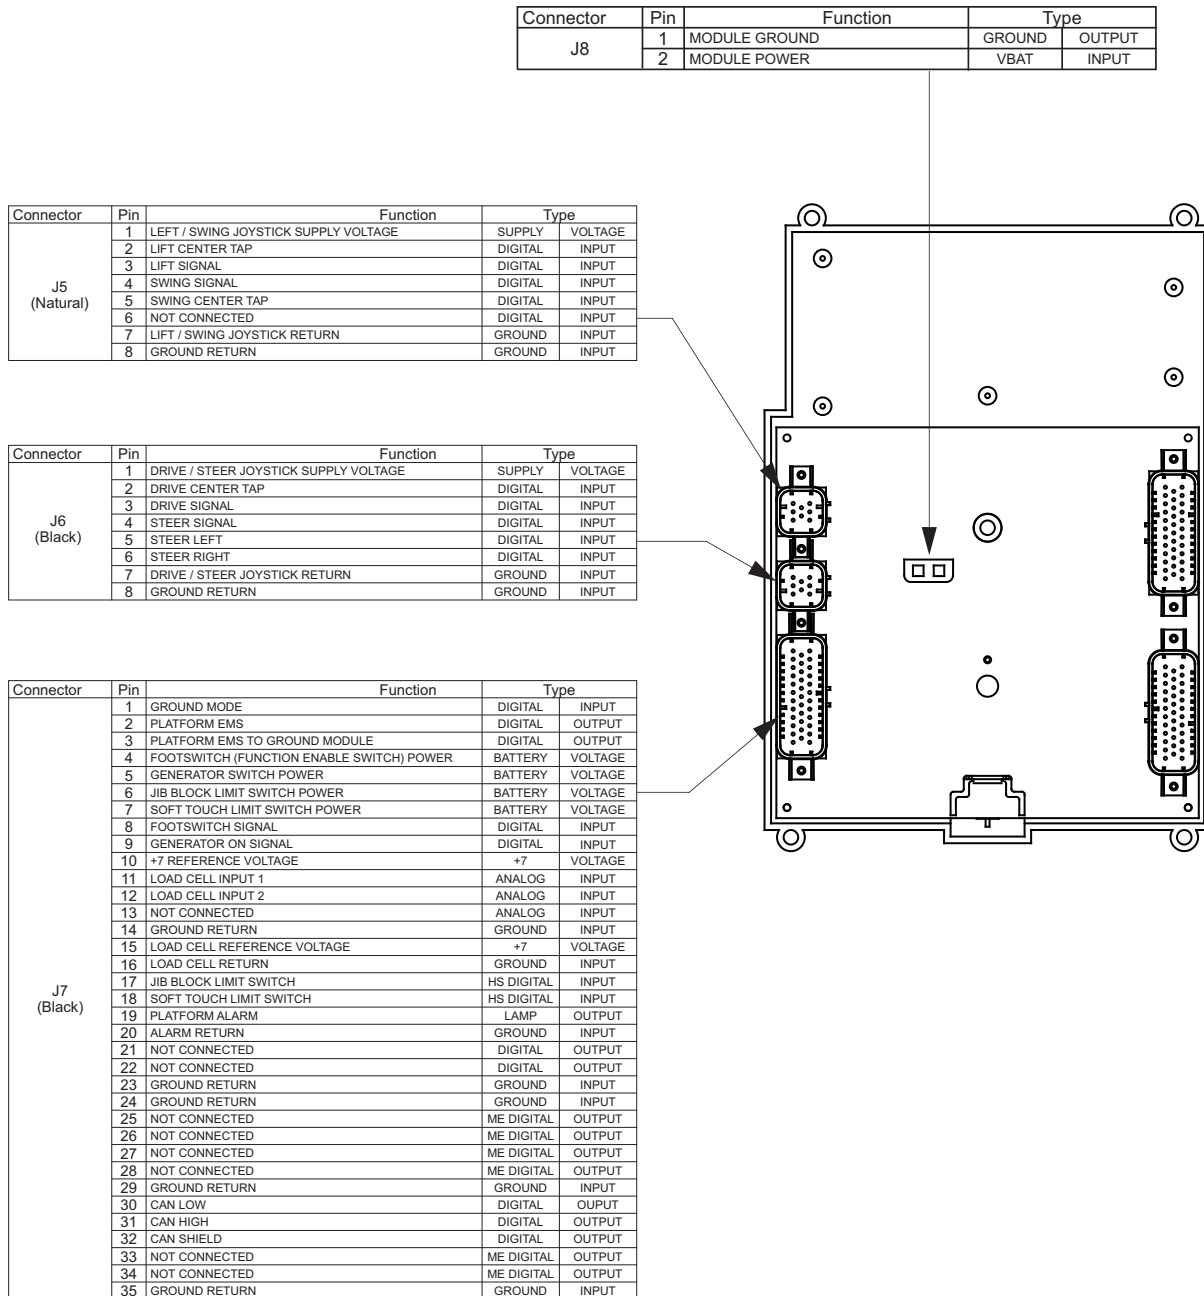 Connector Pin Function Type
J8
1 MODULE GROUND GROUND OUTPUT
2 MODULE POWER VBAT INPUT
Connector Pin Function Type
J5
(Natural)
1 LEFT / SWING JOYSTICK SUPPLY VOLTAGE SUPPLY VOLTAGE
2 LIFT CENTER TAP DIGITAL INPUT
3 LIFT SIGNAL DIGITAL INPUT
4 SWING SIGNAL DIGITAL INPUT
5 SWING CENTER TAP DIGITAL INPUT
6 NOT CONNECTED DIGITAL INPUT
7 LIFT / SWING JOYSTICK RETURN GROUND INPUT
8 GROUND RETURN GROUND INPUT
Connector Pin Function Type
J6
(Black)
1 DRIVE / STEER JOYSTICK SUPPLY VOLTAGE SUPPLY VOLTAGE
2 DRIVE CENTER TAP DIGITAL INPUT
3 DRIVE SIGNAL DIGITAL INPUT
4 STEER SIGNAL DIGITAL INPUT
5 STEER LEFT DIGITAL INPUT
6 STEER RIGHT DIGITAL INPUT
7 DRIVE / STEER JOYSTICK RETURN GROUND INPUT
8 GROUND RETURN GROUND INPUT
Connector Pin Function Type
J7
(Black)
1 GROUND MODE DIGITAL INPUT
2 PLATFORM EMS DIGITAL OUTPUT
3 PLATFORM EMS TO GROUND MODULE DIGITAL OUTPUT
4 FOOTSWITCH (FUNCTION ENABLE SWITCH) POWER BATTERY VOLTAGE
5 GENERATOR SWITCH POWER BATTERY VOLTAGE
6 JIB BLOCK LIMIT SWITCH POWER BATTERY VOLTAGE
7 SOFT TOUCH LIMIT SWITCH POWER BATTERY VOLTAGE
8 FOOTSWITCH SIGNAL DIGITAL INPUT
9 GENERATOR ON SIGNAL DIGITAL INPUT
10 +7 REFERENCE VOLTAGE +7 VOLTAGE
11 LOAD CELL INPUT 1 ANALOG INPUT
12 LOAD CELL INPUT 2 ANALOG INPUT
13 NOT CONNECTED ANALOG INPUT
14 GROUND RETURN GROUND INPUT
15 LOAD CELL REFERENCE VOLTAGE +7 VOLTAGE
16 LOAD CELL RETURN GROUND INPUT
17 JIB BLOCK LIMIT SWITCH HS DIGITAL INPUT
18 SOFT TOUCH LIMIT SWITCH HS DIGITAL INPUT
19 PLATFORM ALARM LAMP OUTPUT
20 ALARM RETURN GROUND INPUT
21 NOT CONNECTED DIGITAL OUTPUT
22 NOT CONNECTED DIGITAL OUTPUT
23 GROUND RETURN GROUND INPUT
24 GROUND RETURN GROUND INPUT
25 NOT CONNECTED ME DIGITAL OUTPUT
26 NOT CONNECTED ME DIGITAL OUTPUT
27 NOT CONNECTED ME DIGITAL OUTPUT
28 NOT CONNECTED ME DIGITAL OUTPUT
29 GROUND RETURN GROUND INPUT
30 CAN LOW DIGITAL OUPUT
31 CAN HIGH DIGITAL OUTPUT
32 CAN SHIELD DIGITAL OUTPUT
33 NOT CONNECTED ME DIGITAL OUTPUT
34 NOT CONNECTED ME DIGITAL OUTPUT
35 GROUND RETURN GROUND INPUT